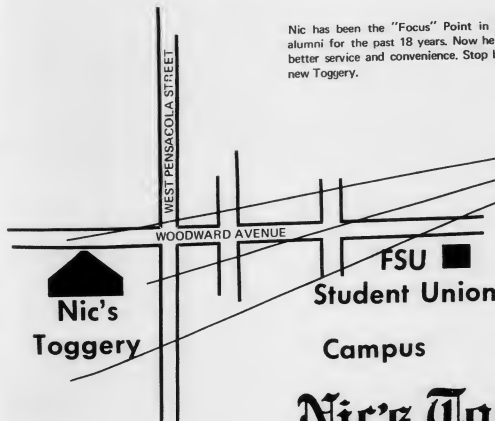 Nic has been the "Focus" Point in
alumni for the past 18 years. Now he
better service and convenience. Stop
new Toggery.
WEST PENSACOLA STREET
WOODWARD AVENUE
FSU
Student Union
Nic's
Toggery
Campus
Nic's